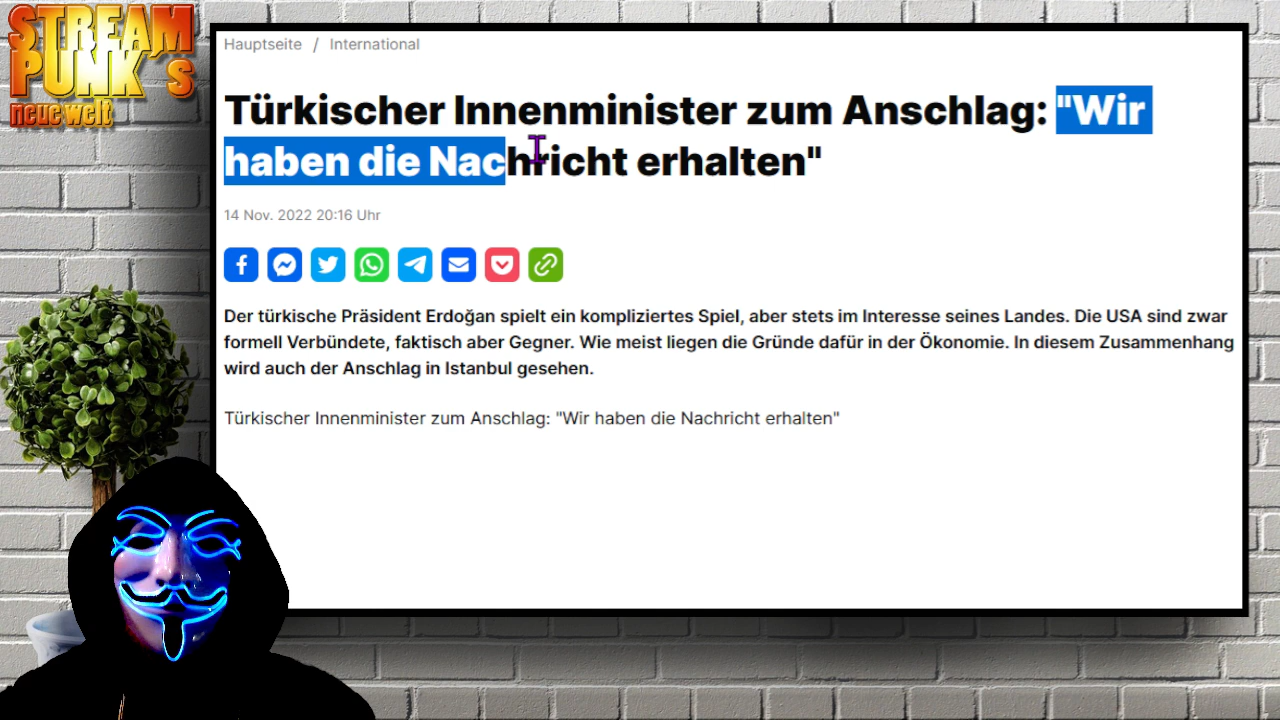 STREAM
PUNK´s
neue welt
Hauptseite / International
Türkischer Innenminister zum Anschlag: "Wir
haben die Nachricht erhalten"
14 Nov. 2022 20:16 Uhr
Der türkische Präsident Erdoğan spielt ein kompliziertes Spiel, aber stets im Interesse seines Landes. Die USA sind zwar
formell Verbündete, faktisch aber Gegner. Wie meist liegen die Gründe dafür in der Ökonomie. In diesem Zusammenhang
wird auch der Anschlag in Istanbul gesehen.
Türkischer Innenminister zum Anschlag: "Wir haben die Nachricht erhalten"